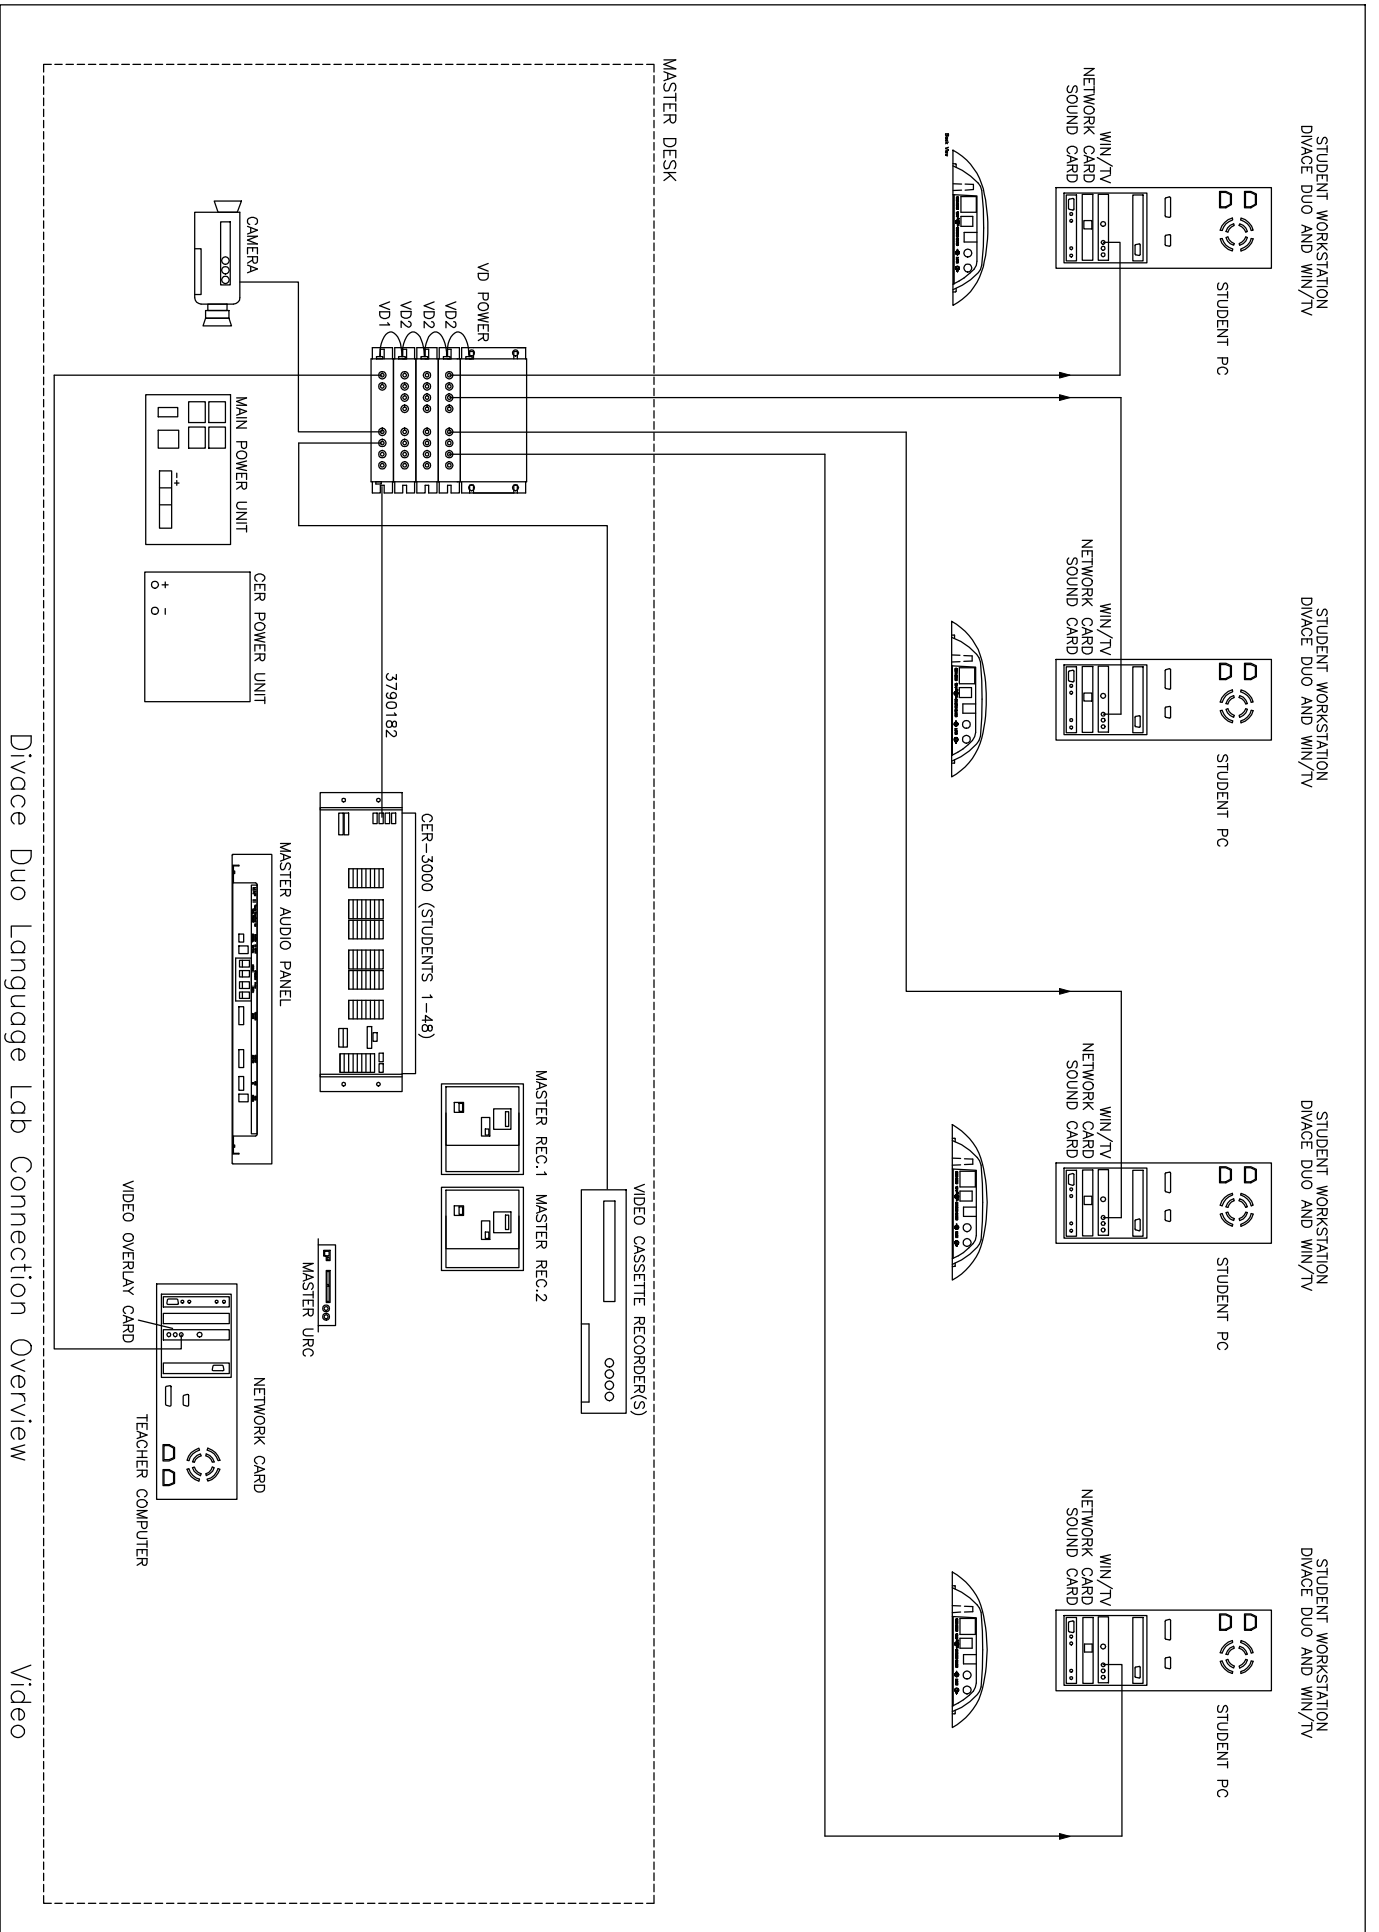 STUDENT WORKSTATION
DIVACE DUO AND WIN/TV
STUDENT PC
WIN/TV
NETWORK CARD
SOUND CARD
Back View
STUDENT WORKSTATION
DIVACE DUO AND WIN/TV
STUDENT PC
WIN/TV
NETWORK CARD
SOUND CARD
STUDENT WORKSTATION
DIVACE DUO AND WIN/TV
STUDENT PC
WIN/TV
NETWORK CARD
SOUND CARD
STUDENT WORKSTATION
DIVACE DUO AND WIN/TV
STUDENT PC
WIN/TV
NETWORK CARD
SOUND CARD
MASTER DESK
VD POWER
VD2
VD2
VD2
VD1
CAMERA
MAIN POWER UNIT
- +
CER POWER UNIT
+ -
3790182
CER-3000 (STUDENTS 1-48)
MASTER AUDIO PANEL
MASTER REC.1
MASTER REC.2
VIDEO CASSETTE RECORDER(S)
MASTER URC
VIDEO OVERLAY CARD
NETWORK CARD
TEACHER COMPUTER
Divace Duo Language Lab Connection Overview
Video